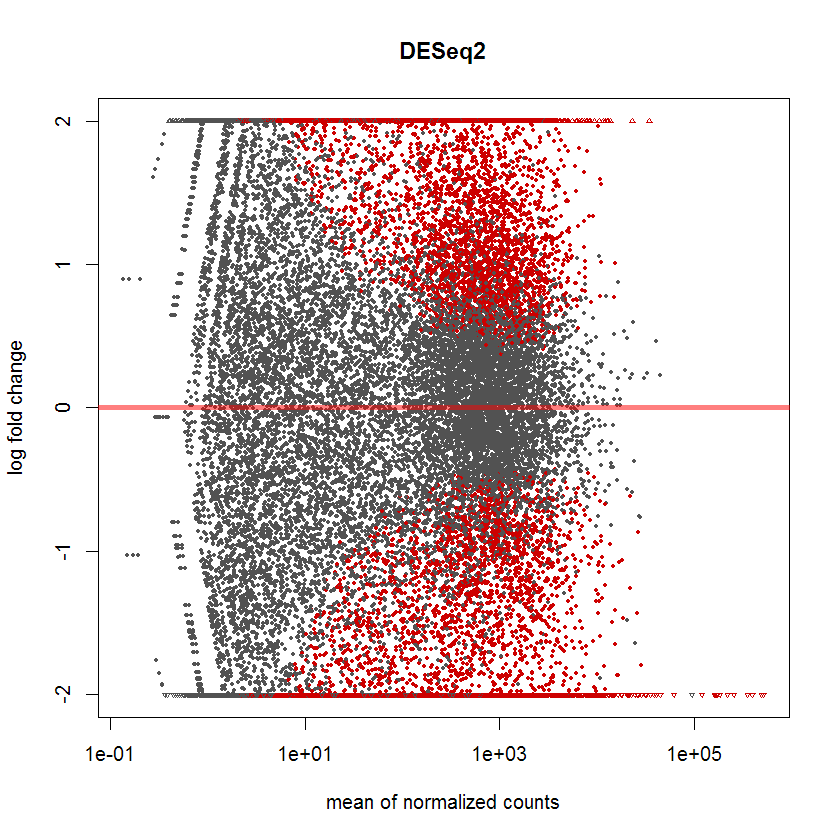 DESeq2
log fold change
2
1
0
-1
-2
1e-01 1e+01 1e+03 1e+05
mean of normalized counts